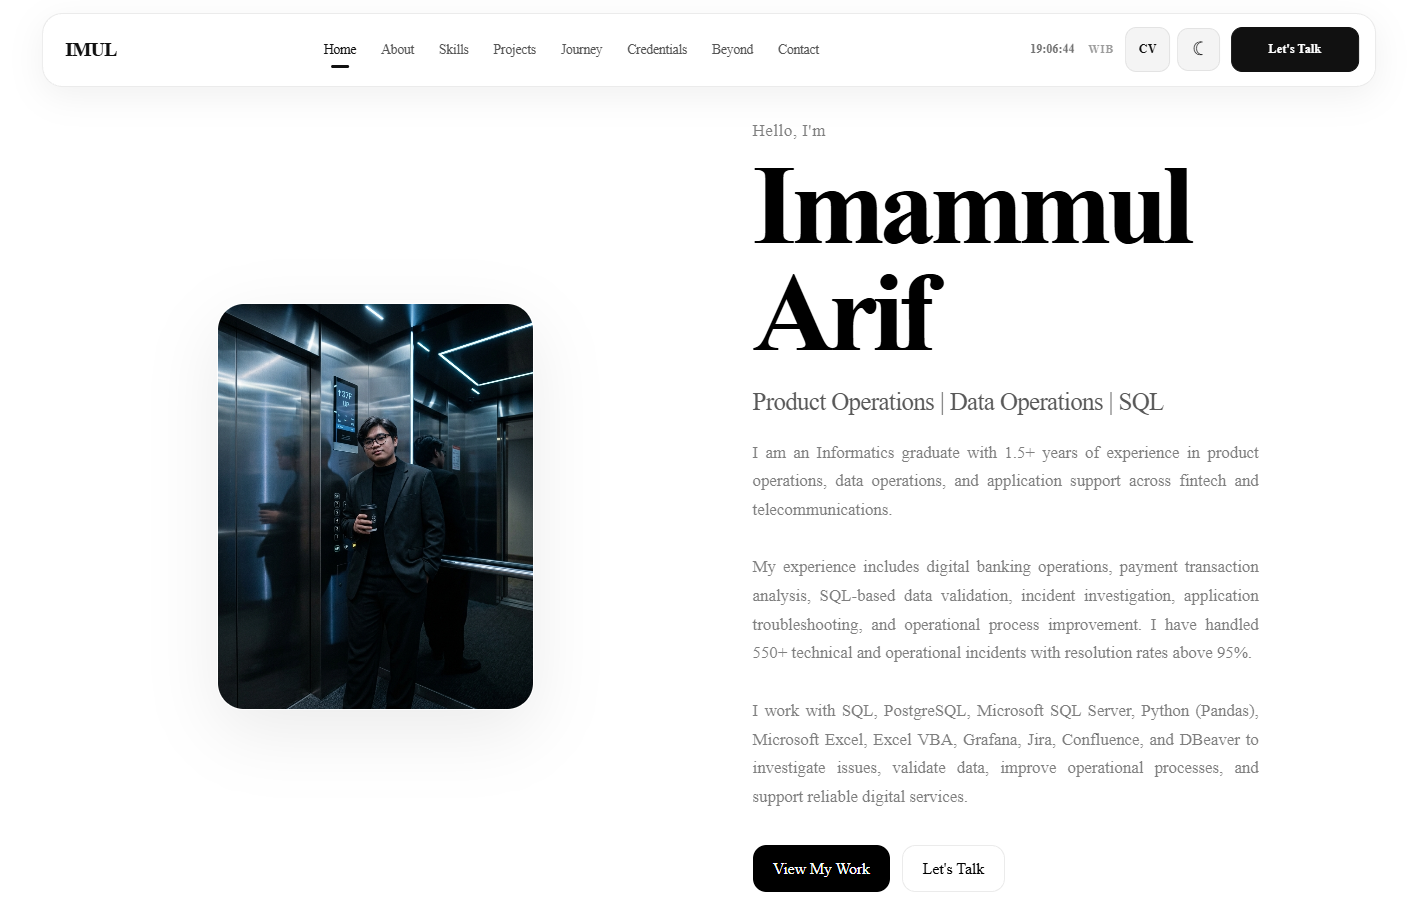 IMUL
Home About Skills Projects Journey Credentials Beyond Contact
19:06:44 WIB CV Let's Talk
Hello, I'm
Imammul
Arif
Product Operations | Data Operations | SQL
I am an Informatics graduate with 1.5+ years of experience in product
operations, data operations, and application support across fintech and
telecommunications.
My experience includes digital banking operations, payment transaction
analysis, SQL-based data validation, incident investigation, application
troubleshooting, and operational process improvement. I have handled
550+ technical and operational incidents with resolution rates above 95%.
I work with SQL, PostgreSQL, Microsoft SQL Server, Python (Pandas),
Microsoft Excel, Excel VBA, Grafana, Jira, Confluence, and DBeaver to
investigate issues, validate data, improve operational processes, and
support reliable digital services.
View My Work Let's Talk